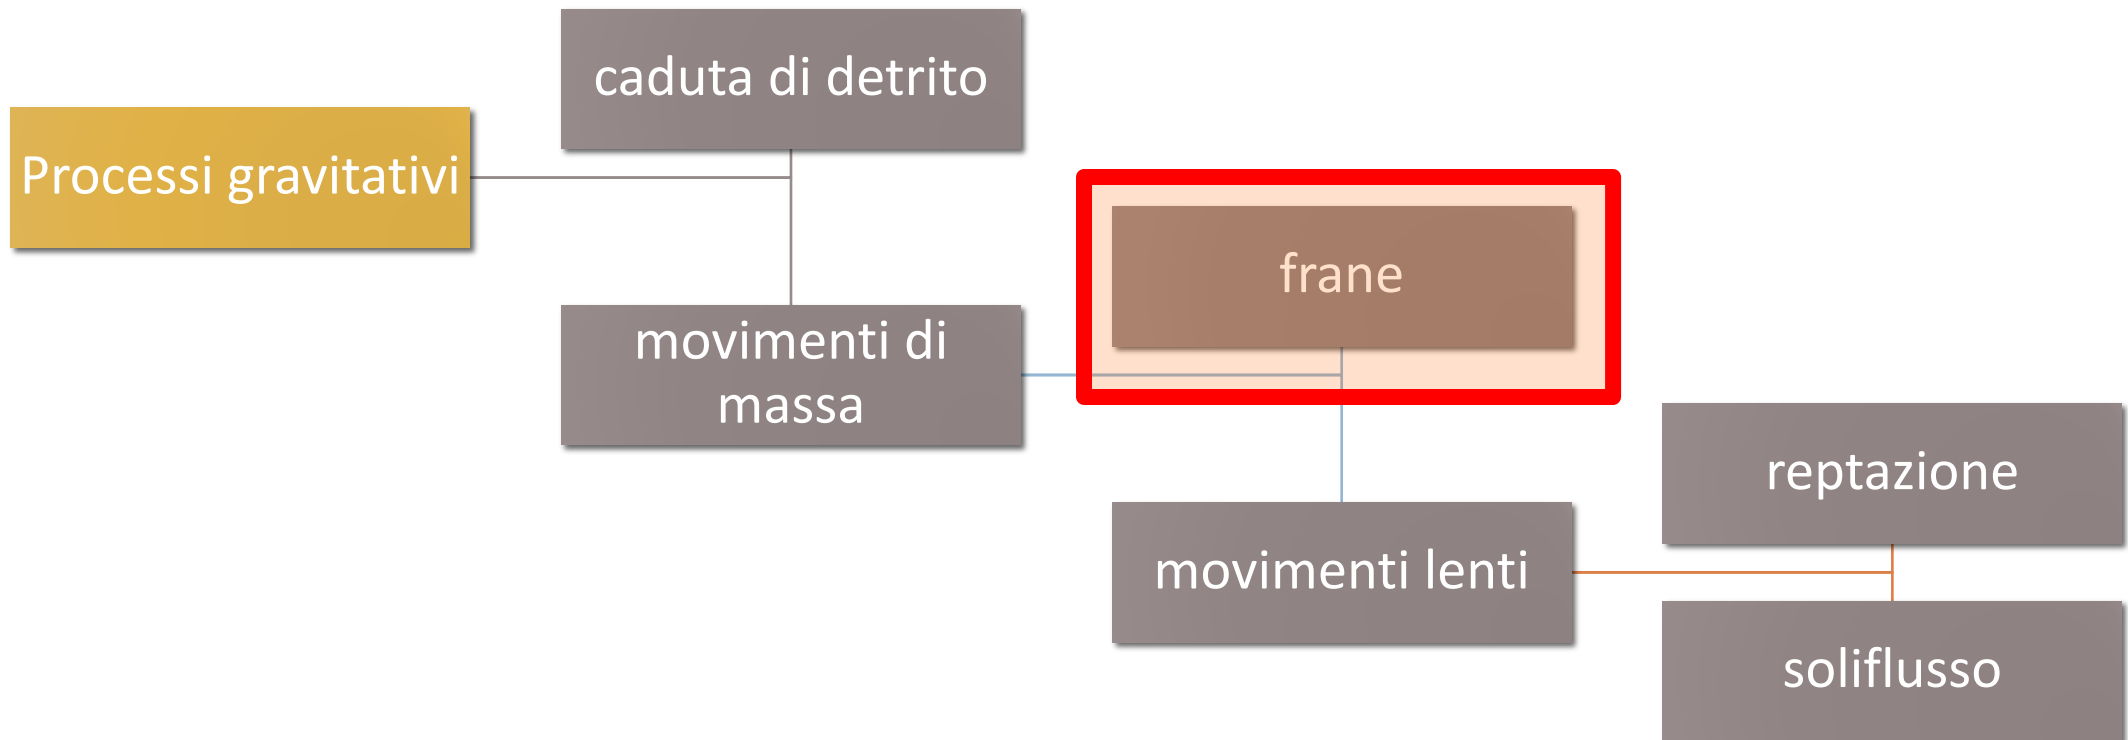 caduta di detrito
Processi gravitativi
frane
movimenti di
massa
reptazione
movimenti lenti
soliflusso